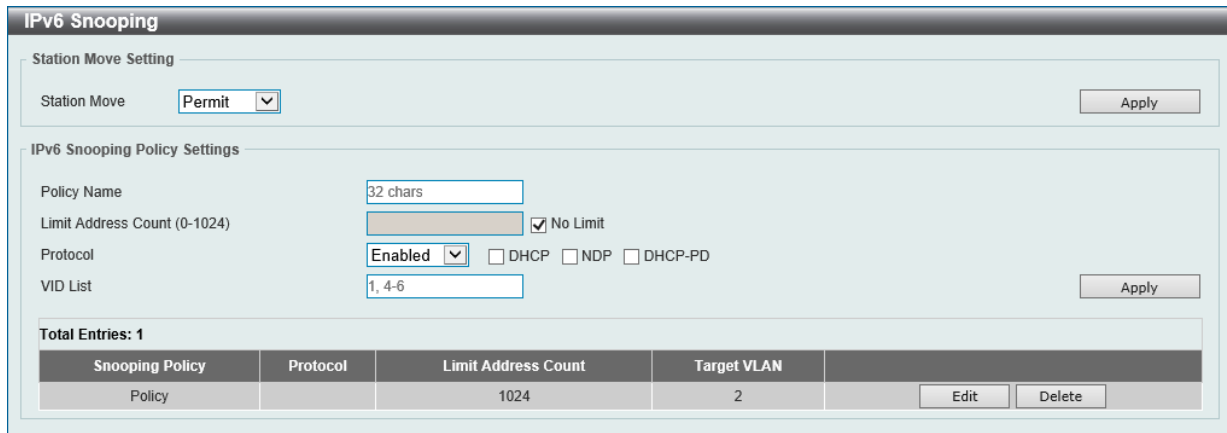 IPv6 Snooping
Station Move Setting
Station Move Permit Apply
IPv6 Snooping Policy Settings
Policy Name 32 chars
Limit Address Count (0-1024) No Limit
Protocol Enabled DHCP NDP DHCP-PD
VID List 1, 4-6 Apply
Total Entries: 1
Snooping Policy Protocol Limit Address Count Target VLAN
Policy 1024 2 Edit Delete